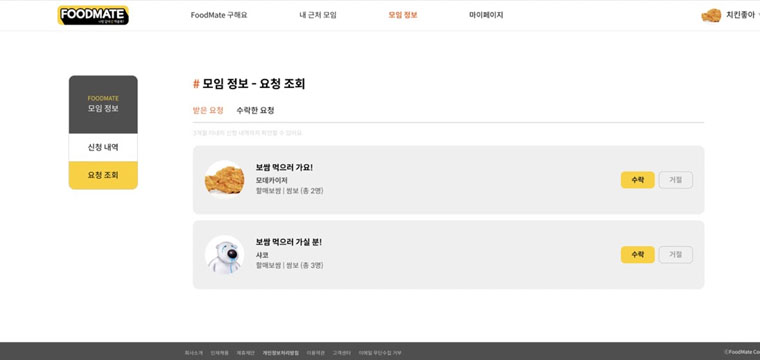 FOODMATE
FoodMate 구해요
내 근처 모임
모임 정보
마이페이지
치킨좋아
FOODMATE
모임 정보
신청 내역
요청 조회
# 모임 정보 - 요청 조회
받은 요청
수락한 요청
보쌈 먹으러 가요!
모데카이저
할매보쌈 | 쌈보 (총 2명)
수락
거절
보쌈 먹으러 가실 분!
사코
할매보쌈 | 쌈보 (총 3명)
수락
거절
회사소개
인재채용
제휴제안
개인정보처리방침
이용약관
고객센터
이메일 무단수집 거부
©FoodMate Co